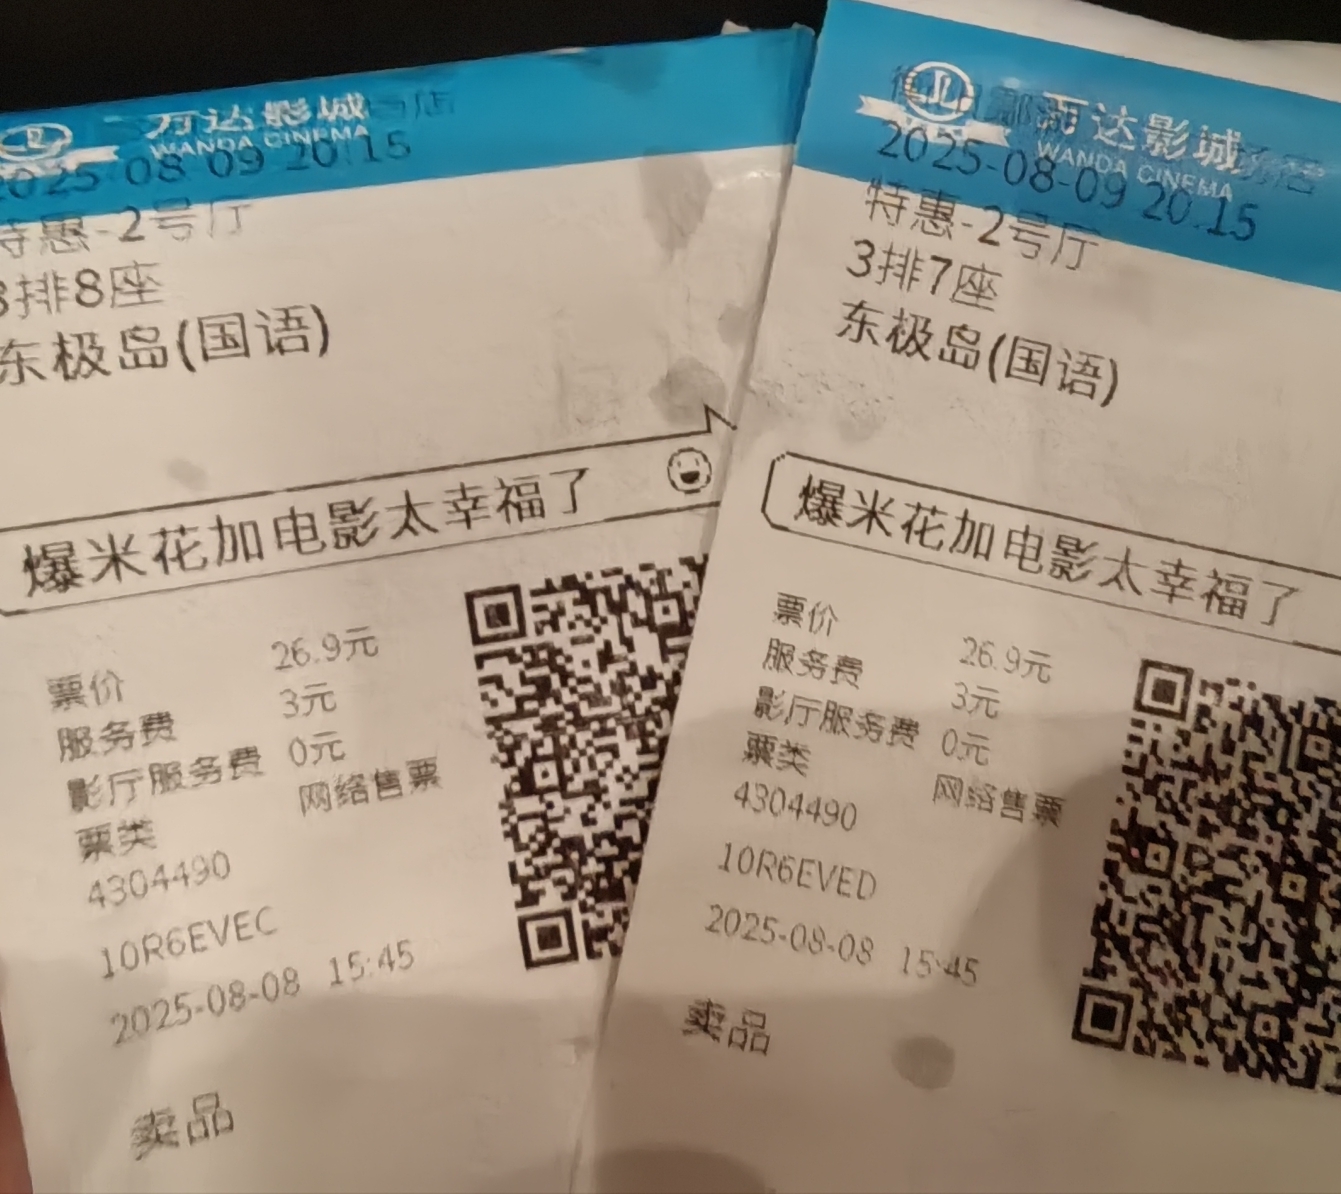 万达影城
WANDA CINEMA
2025-08-09 20:15
特惠-2号厅
3排8座
东极岛(国语)
爆米花加电影太幸福了
票价 26.9元
服务费 3元
影厅服务费 0元
票类 网络售票
4304490
10R6EVEC
2025-08-08 15:45
卖品
万达影城
WANDA CINEMA
2025-08-09 20:15
特惠-2号厅
3排7座
东极岛(国语)
爆米花加电影太幸福了
票价 26.9元
服务费 3元
影厅服务费 0元
票类 网络售票
4304490
10R6EVED
2025-08-08 15:45
卖品